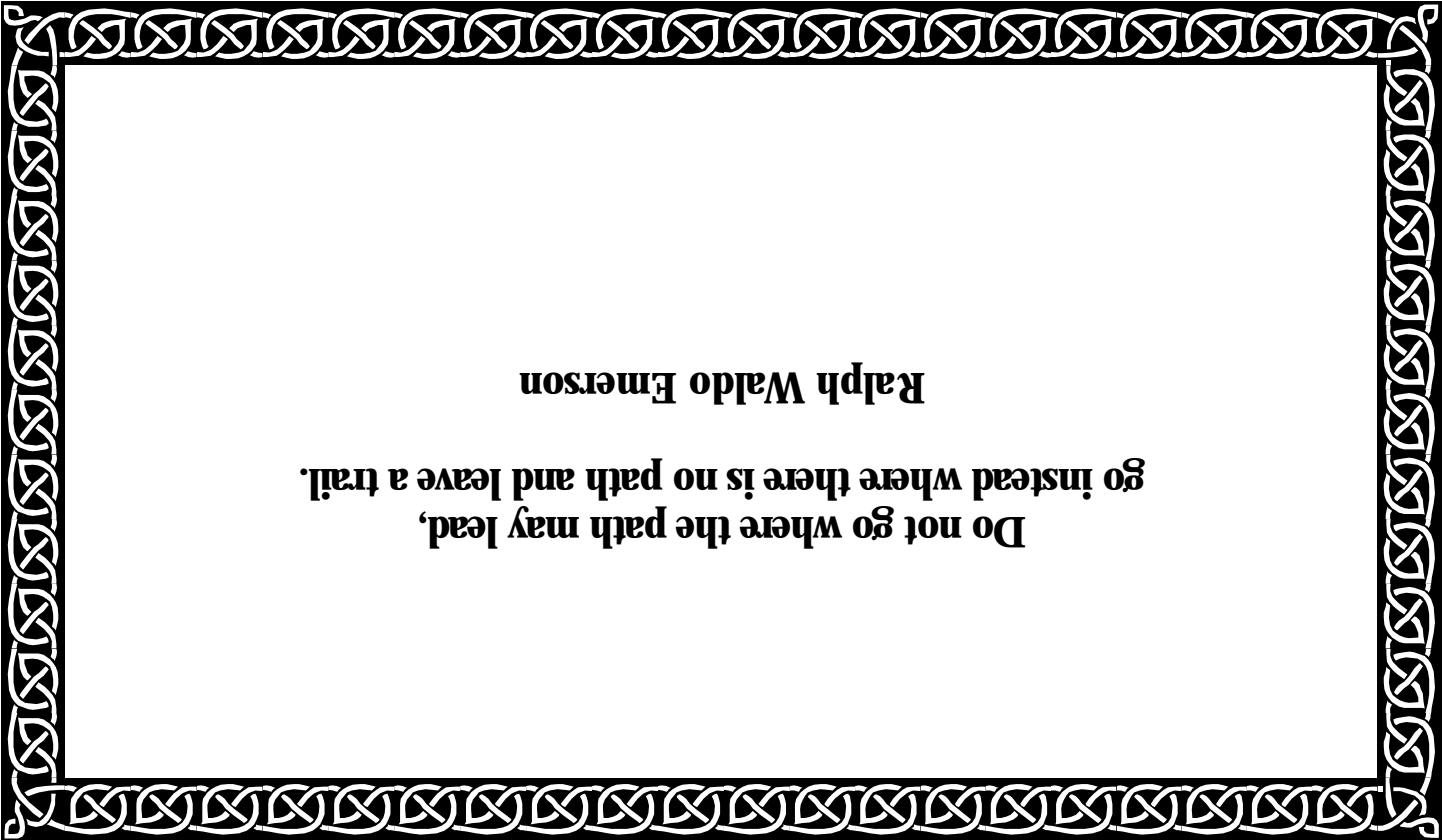 Do not go where the path may lead,
go instead where there is no path and leave a trail.
Ralph Waldo Emerson